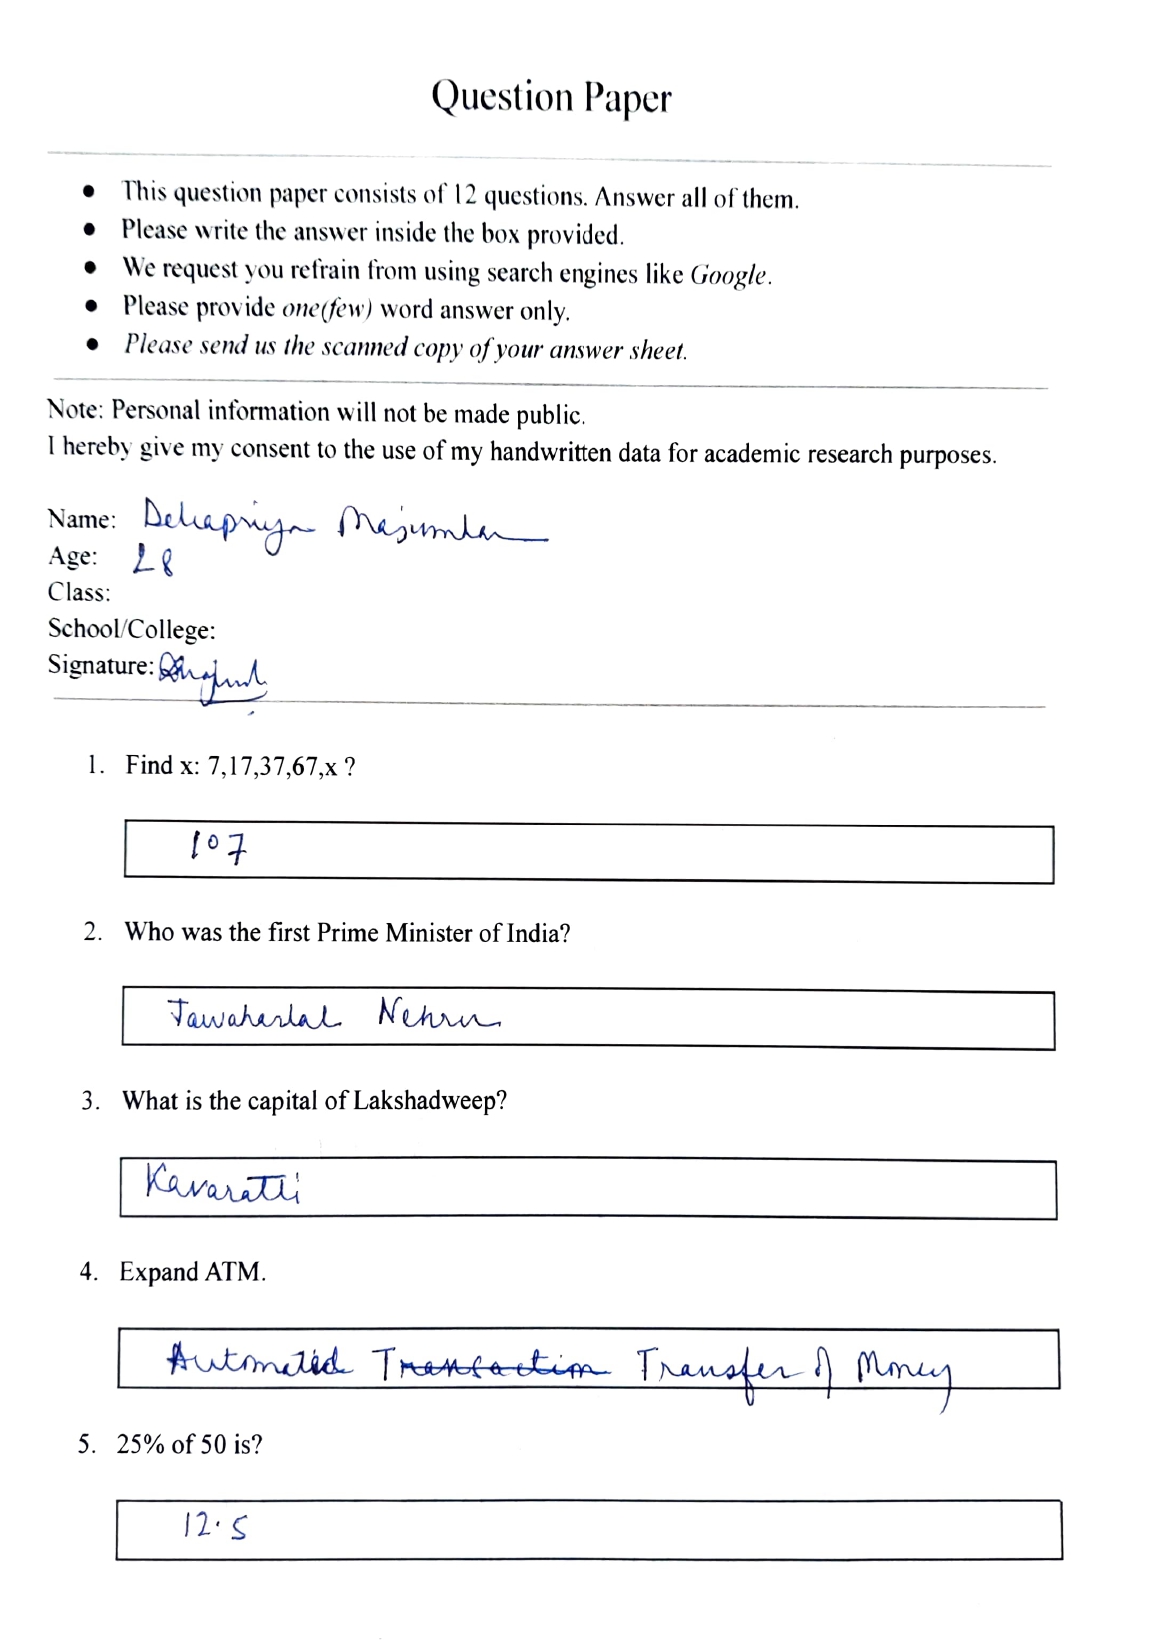 Question Paper
● This question paper consists of 12 questions. Answer all of them.
● Please write the answer inside the box provided.
● We request you refrain from using search engines like Google.
● Please provide one(few) word answer only.
● Please send us the scanned copy of your answer sheet.
Note: Personal information will not be made public.
I hereby give my consent to the use of my handwritten data for academic research purposes.
Name: Debapriya Majumdar
Age: 28
Class:
School/College:
Signature:
1. Find x: 7,17,37,67,x ?
107
2. Who was the first Prime Minister of India?
Jawaharlal Nehru
3. What is the capital of Lakshadweep?
Kavaratti
4. Expand ATM.
Automated Transaction Transfer of Money
5. 25% of 50 is?
12.5